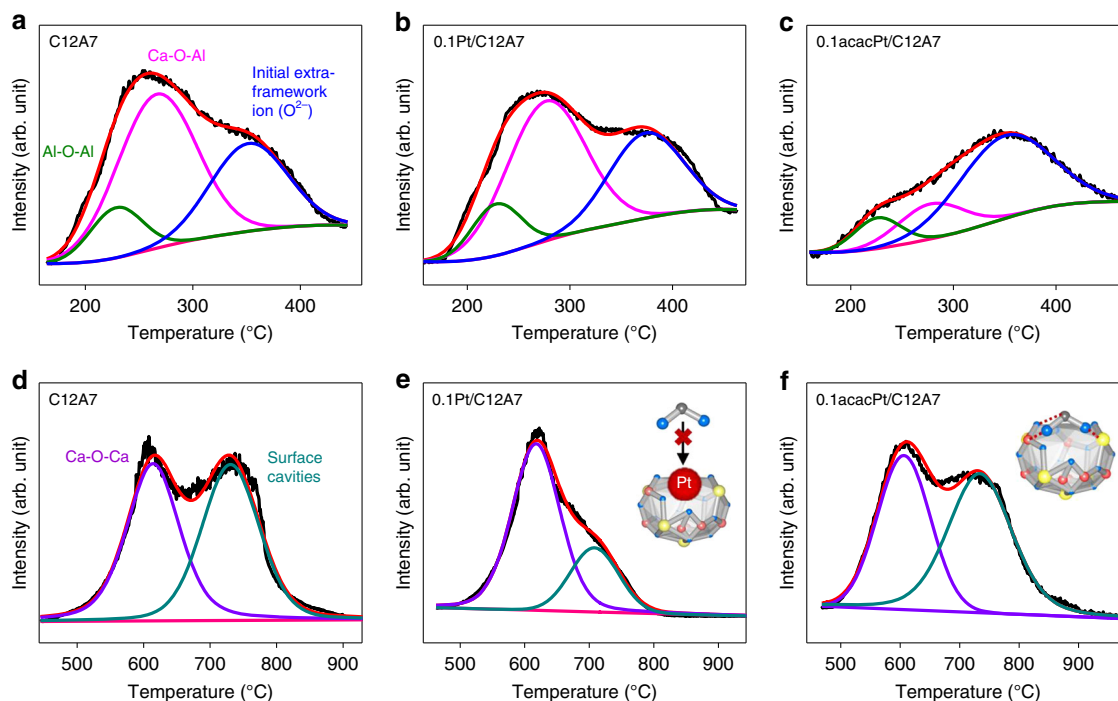 a
C12A7
Ca-O-Al
Initial extra-
framework
ion (O²⁻)
Al-O-Al
Intensity (arb. unit)
200
300
400
Temperature (°C)
b
0.1Pt/C12A7
Intensity (arb. unit)
200
300
400
Temperature (°C)
c
0.1acacPt/C12A7
Intensity (arb. unit)
200
300
400
Temperature (°C)
d
C12A7
Ca-O-Ca
Surface
cavities
Intensity (arb. unit)
500
600
700
800
900
Temperature (°C)
e
0.1Pt/C12A7
Pt
Intensity (arb. unit)
500
600
700
800
900
Temperature (°C)
f
0.1acacPt/C12A7
Intensity (arb. unit)
500
600
700
800
900
Temperature (°C)